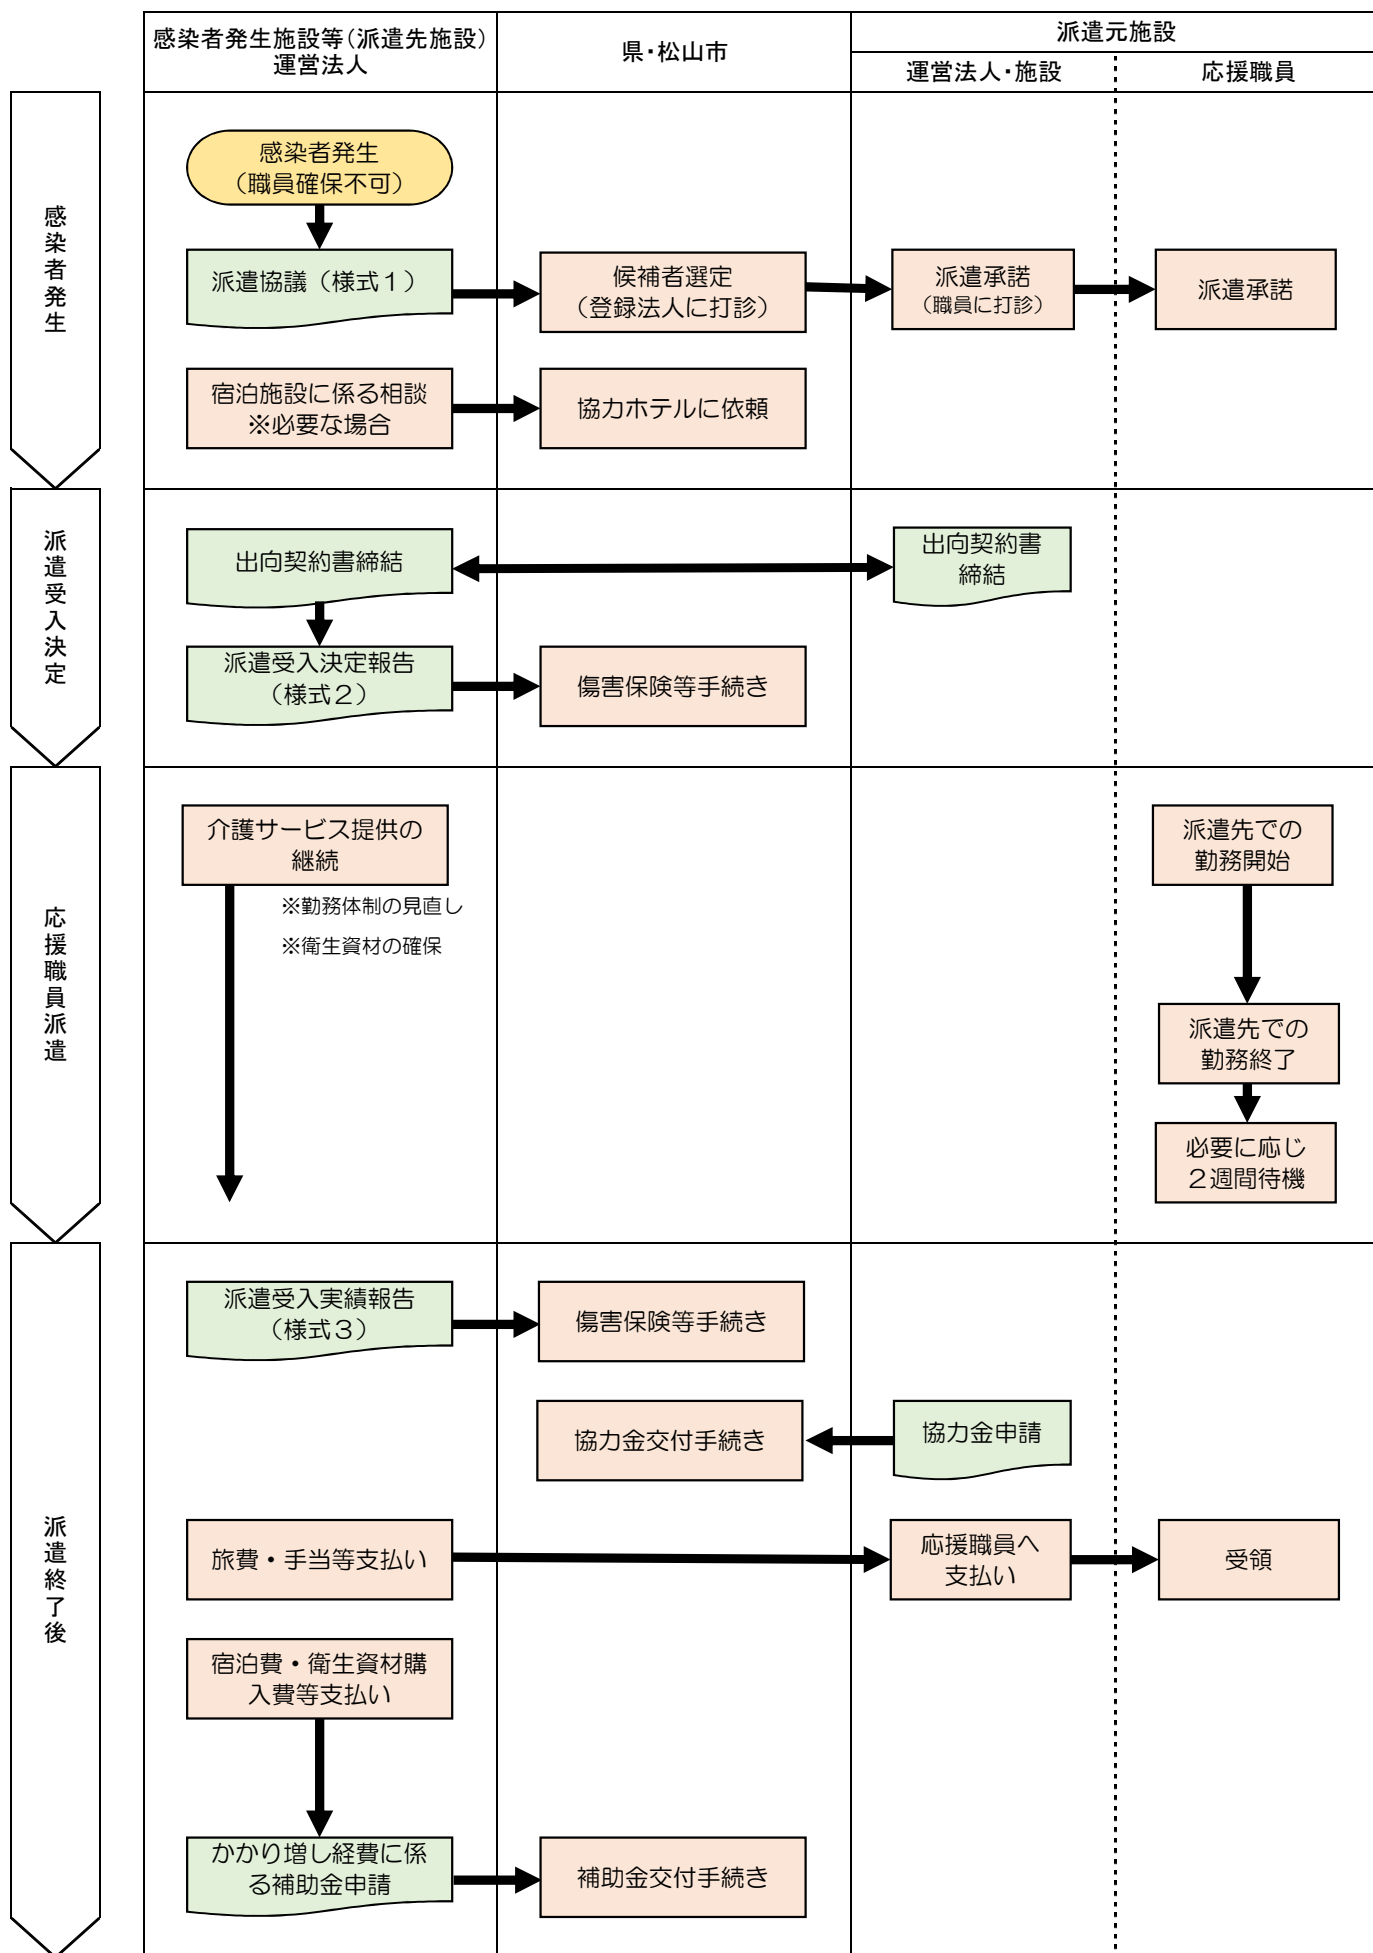 感染者発生施設等（派遣先施設）
運営法人
県・松山市
派遣元施設
運営法人・施設
応援職員
感染者発生
感染者発生
（職員確保不可）
派遣協議（様式１）
候補者選定
（登録法人に打診）
派遣承諾
（職員に打診）
派遣承諾
宿泊施設に係る相談
※必要な場合
協力ホテルに依頼
派遣受入決定
出向契約書締結
出向契約書
締結
派遣受入決定報告
（様式２）
傷害保険等手続き
応援職員派遣
介護サービス提供の
継続
※勤務体制の見直し
※衛生資材の確保
派遣先での
勤務開始
派遣先での
勤務終了
必要に応じ
２週間待機
派遣終了後
派遣受入実績報告
（様式３）
傷害保険等手続き
協力金交付手続き
協力金申請
旅費・手当等支払い
応援職員へ
支払い
受領
宿泊費・衛生資材購
入費等支払い
かかり増し経費に係
る補助金申請
補助金交付手続き